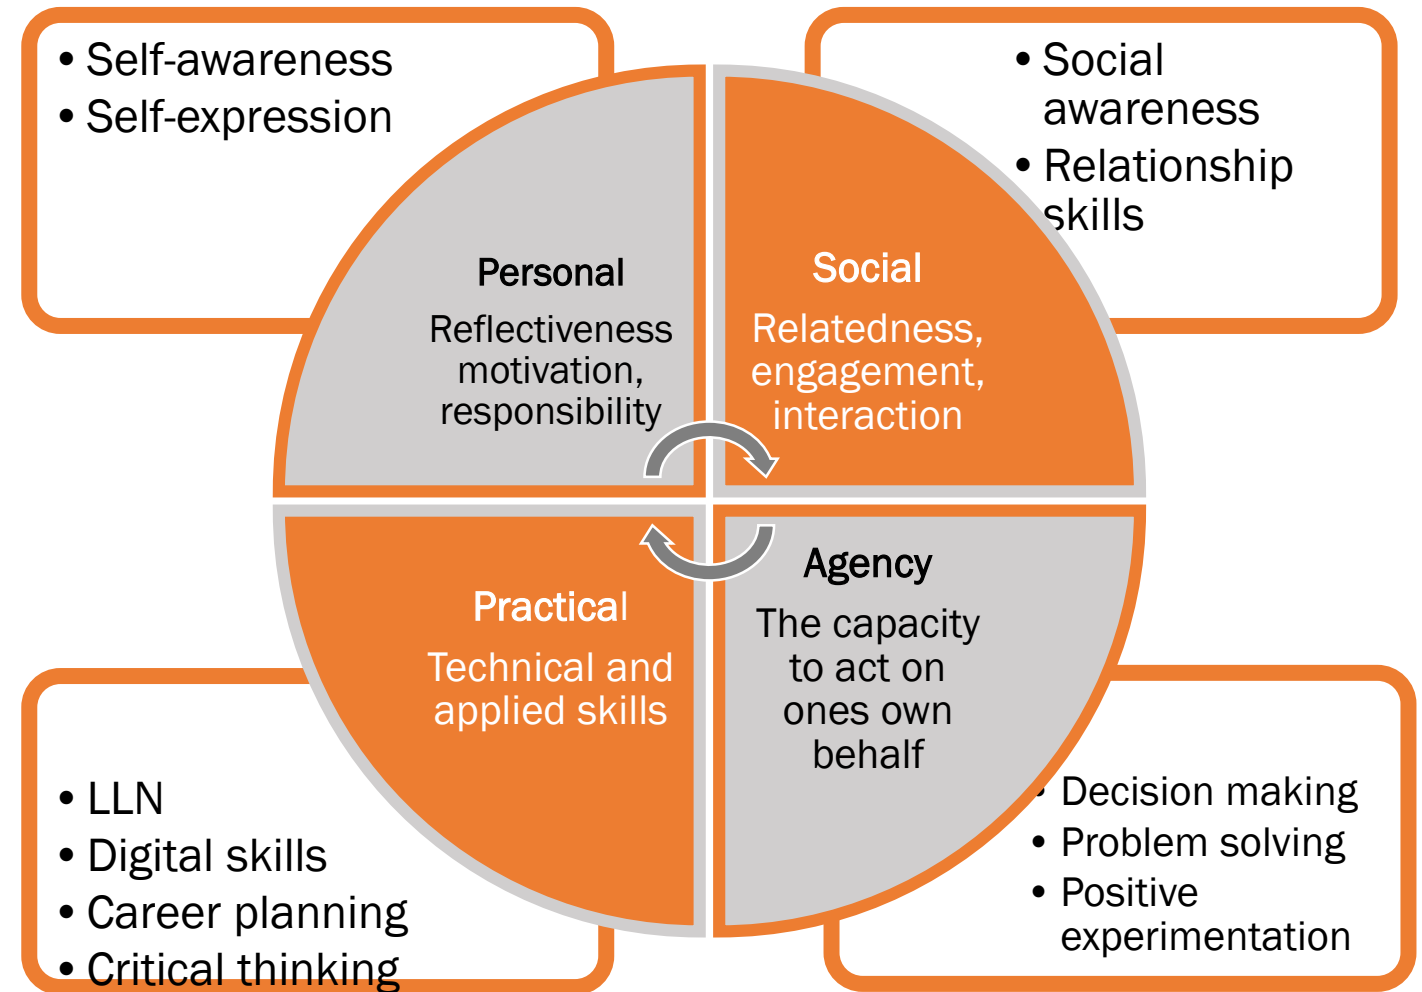 • Self-awareness
• Self-expression
• Social
awareness
• Relationship
skills
Personal
Reflectiveness
motivation,
responsibility
Social
Relatedness,
engagement,
interaction
Practical
Technical and
applied skills
Agency
The capacity
to act on
ones own
behalf
• LLN
• Digital skills
• Career planning
• Critical thinking
• Decision making
• Problem solving
• Positive
experimentation